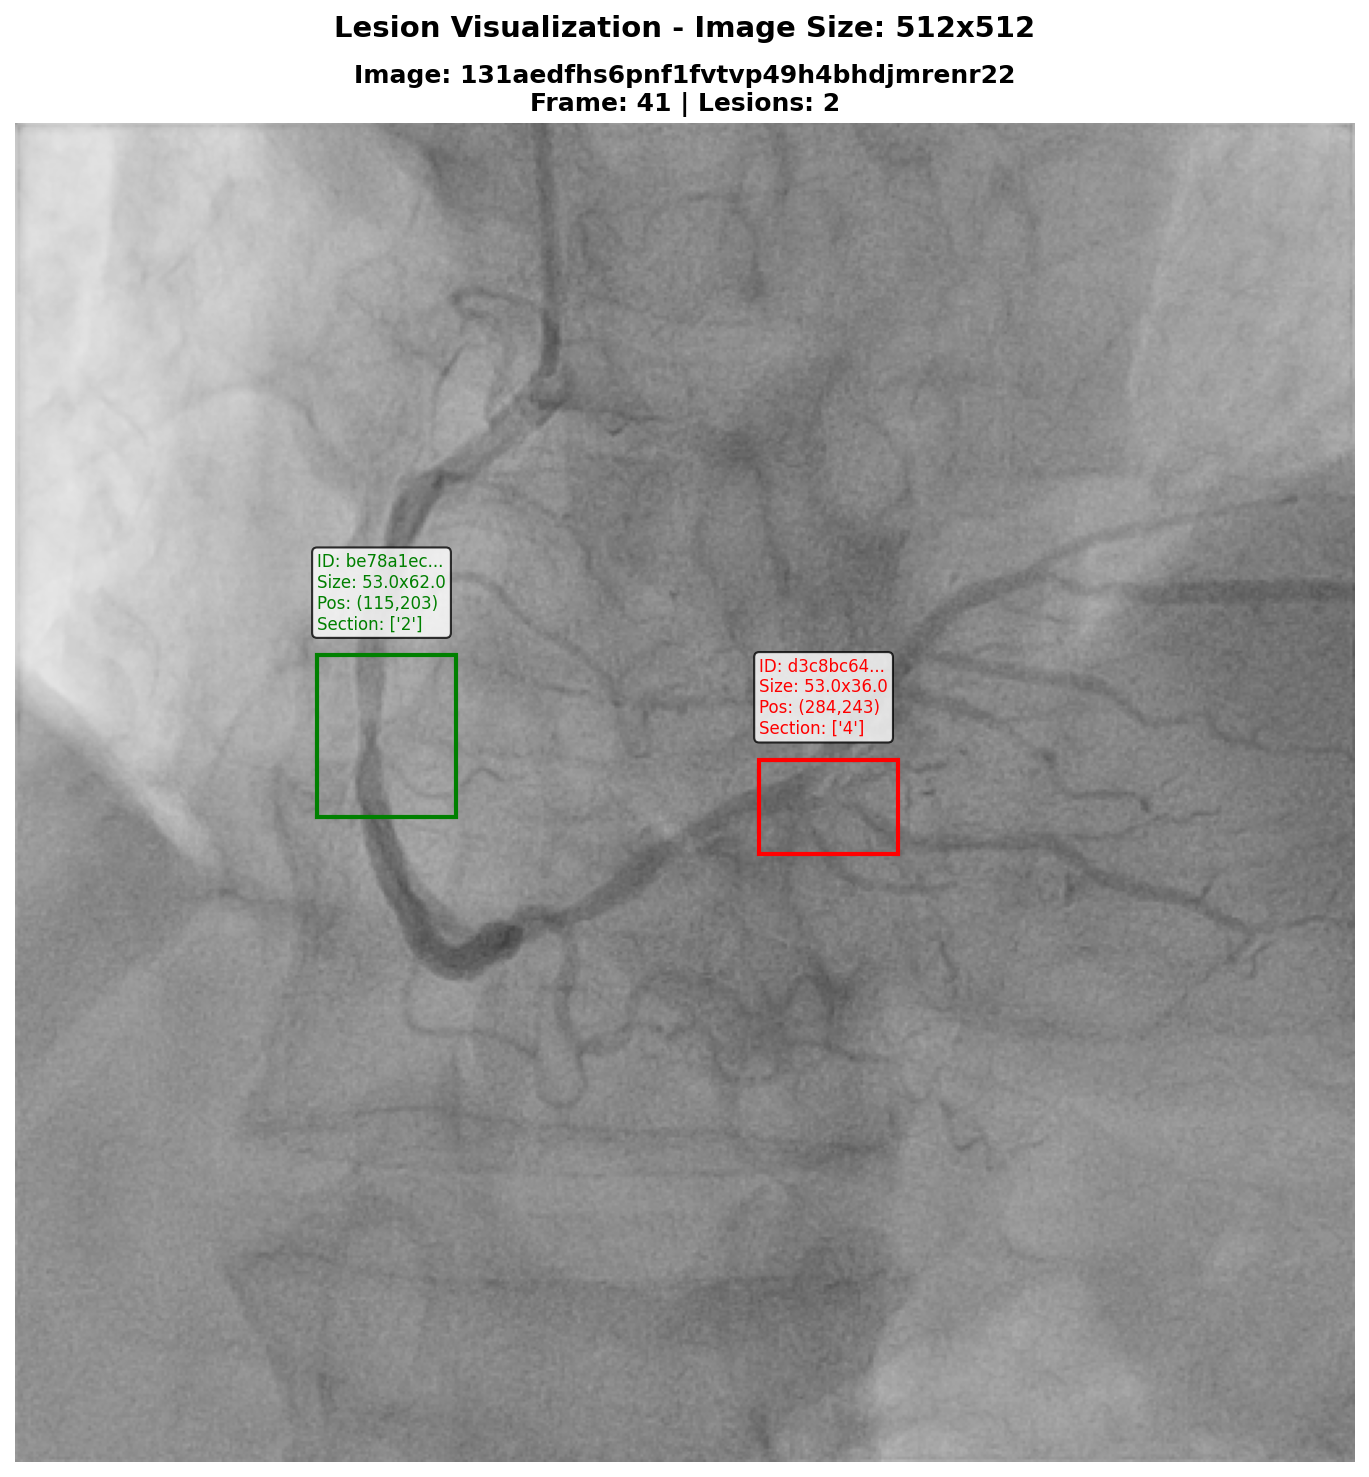 Lesion Visualization - Image Size: 512x512
Image: 131aedfhs6pnf1fvtvp49h4bhdjmrenr22
Frame: 41 | Lesions: 2
ID: be78a1ec...
Size: 53.0x62.0
Pos: (115,203)
Section: ['2']
ID: d3c8bc64...
Size: 53.0x36.0
Pos: (284,243)
Section: ['4']